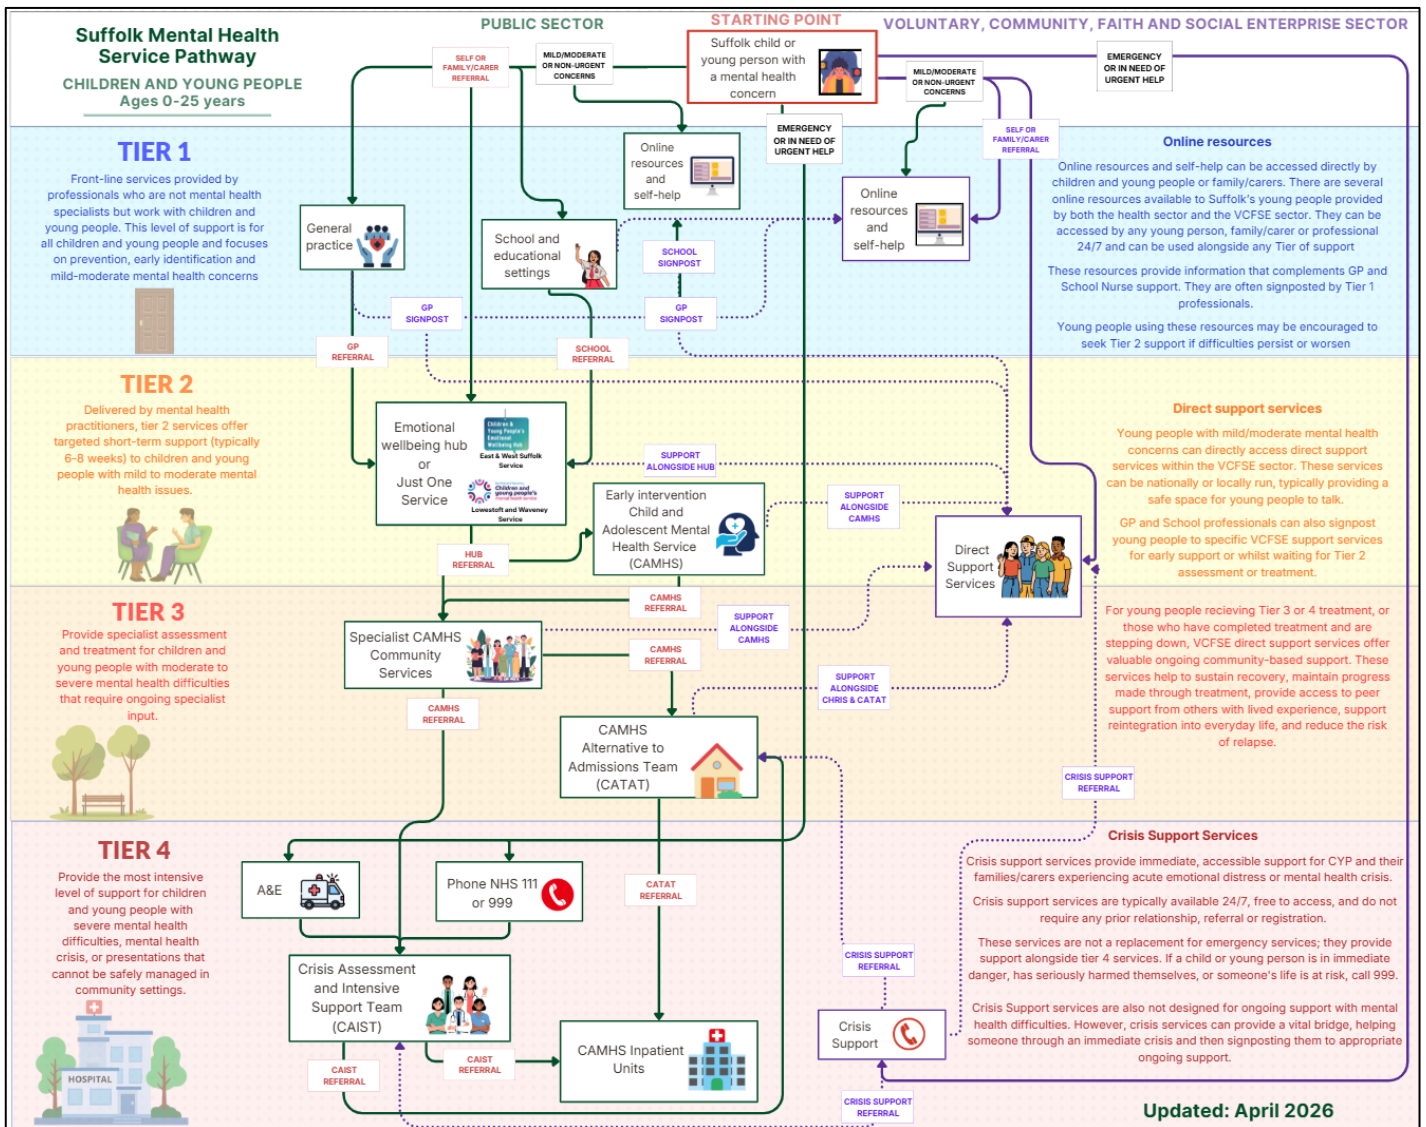 Suffolk Mental Health
Service Pathway
CHILDREN AND YOUNG PEOPLE
Ages 0-25 years
PUBLIC SECTOR
STARTING POINT
VOLUNTARY, COMMUNITY, FAITH AND SOCIAL ENTERPRISE SECTOR
SELF OR
FAMILY/CARER
REFERRAL
MILD/MODERATE
OR NON-URGENT
CONCERNS
Suffolk child or
young person with
a mental health
concern
MILD/MODERATE
OR NON-URGENT
CONCERNS
EMERGENCY
OR IN NEED OF
URGENT HELP
EMERGENCY
OR IN NEED OF
URGENT HELP
SELF OR
FAMILY/CARER
REFERRAL
TIER 1
Front-line services provided by
professionals who are not mental health
specialists but work with children and
young people. This level of support is for
all children and young people and focuses
on prevention, early identification and
mild-moderate mental health concerns
General
practice
School and
educational
settings
Online
resources
and
self-help
Online
resources
and
self-help
SCHOOL
SIGNPOST
GP
SIGNPOST
GP
SIGNPOST
GP
REFERRAL
SCHOOL
REFERRAL
Online resources
Online resources and self-help can be accessed directly by
children and young people or family/carers. There are several
online resources available to Suffolk's young people provided
by both the health sector and the VCFSE sector. They can be
accessed by any young person, family/carer or professional
24/7 and can be used alongside any Tier of support
These resources provide information that complements GP and
School Nurse support. They are often signposted by Tier 1
professionals.
Young people using these resources may be encouraged to
seek Tier 2 support if difficulties persist or worsen
TIER 2
Delivered by mental health
practitioners, tier 2 services offer
targeted short-term support (typically
6-8 weeks) to children and young
people with mild to moderate mental
health issues.
Emotional
wellbeing hub
or
Just One
Service
Children &
Young People's
Emotional
Wellbeing Hub
East & West Suffolk
Service
Children and
young people's
mental health service
Lowestoft and Waveney
Service
SUPPORT
ALONGSIDE HUB
Early intervention
Child and
Adolescent Mental
Health Service
(CAMHS)
SUPPORT
ALONGSIDE
CAMHS
HUB
REFERRAL
Direct
Support
Services
Direct support services
Young people with mild/moderate mental health
concerns can directly access direct support
services within the VCFSE sector. These services
can be nationally or locally run, typically providing a
safe space for young people to talk.
GP and School professionals can also signpost
young people to specific VCFSE support services
for early support or whilst waiting for Tier 2
assessment or treatment.
TIER 3
Provide specialist assessment
and treatment for children and
young people with moderate to
severe mental health difficulties
that require ongoing specialist
input.
CAMHS
REFERRAL
Specialist CAMHS
Community
Services
SUPPORT
ALONGSIDE
CAMHS
CAMHS
REFERRAL
CAMHS
REFERRAL
SUPPORT
ALONGSIDE
CHRIS & CATAT
CAMHS
Alternative to
Admissions Team
(CATAT)
For young people recieving Tier 3 or 4 treatment, or
those who have completed treatment and are
stepping down, VCFSE direct support services offer
valuable ongoing community-based support. These
services help to sustain recovery, maintain progress
made through treatment, provide access to peer
support from others with lived experience, support
reintegration into everyday life, and reduce the risk
of relapse.
CRISIS SUPPORT
REFERRAL
TIER 4
Provide the most intensive
level of support for children
and young people with
severe mental health
difficulties, mental health
crisis, or presentations that
cannot be safely managed in
community settings.
HOSPITAL
A&E
Phone NHS 111
or 999
CATAT
REFERRAL
Crisis Assessment
and Intensive
Support Team
(CAIST)
CAIST
REFERRAL
CAIST
REFERRAL
CAMHS Inpatient
Units
CRISIS SUPPORT
REFERRAL
Crisis
Support
CRISIS SUPPORT
REFERRAL
Crisis Support Services
Crisis support services provide immediate, accessible support for CYP and their
families/carers experiencing acute emotional distress or mental health crisis.
Crisis support services are typically available 24/7, free to access, and do not
require any prior relationship, referral or registration.
These services are not a replacement for emergency services; they provide
support alongside tier 4 services. If a child or young person is in immediate
danger, has seriously harmed themselves, or someone's life is at risk, call 999.
Crisis Support services are also not designed for ongoing support with mental
health difficulties. However, crisis services can provide a vital bridge, helping
someone through an immediate crisis and then signposting them to appropriate
ongoing support.
Updated: April 2026